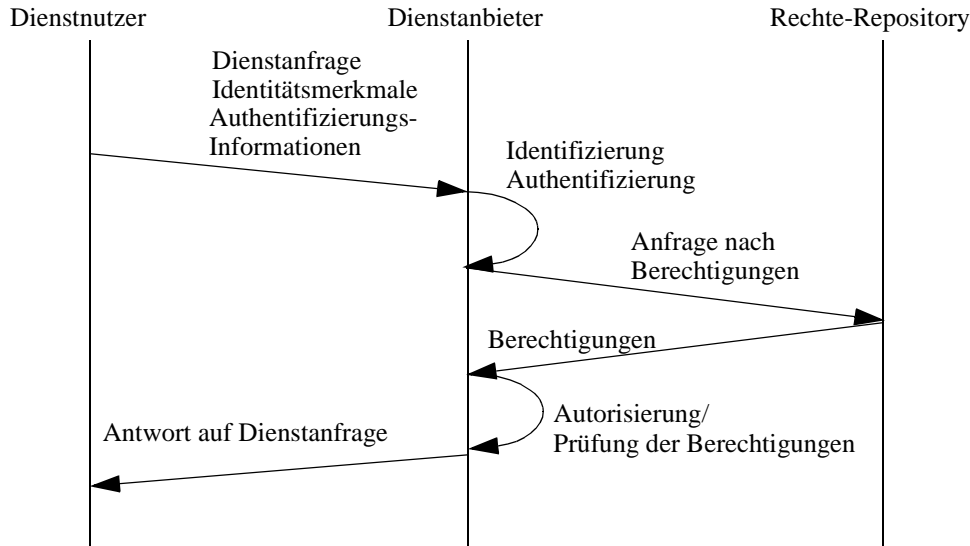 Dienstnutzer
Dienstanbieter
Rechte-Repository
Dienstanfrage
Identitätsmerkmale
Authentifizierungs-
Informationen
Identifizierung
Authentifizierung
Anfrage nach
Berechtigungen
Berechtigungen
Autorisierung/
Prüfung der Berechtigungen
Antwort auf Dienstanfrage